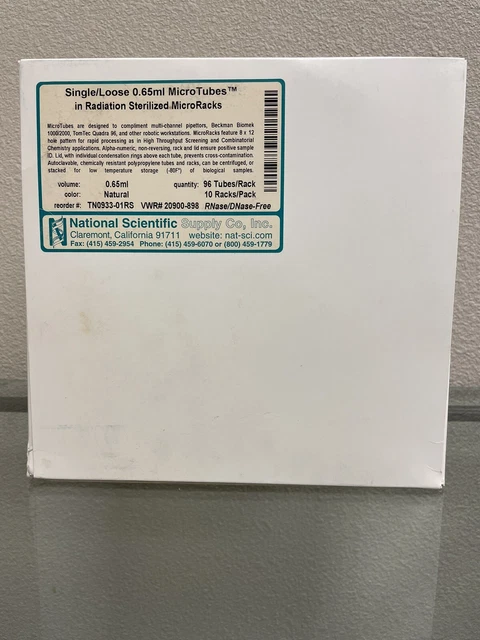 Single/Loose 0.65ml MicroTubes™
in Radiation Sterilized MicroRacks
MicroTubes are designed to compliment multi-channel pipettors, Beckman Biomek
1000/2000, TomTec Quadra 96, and other robotic workstations. MicroRacks feature 8 x 12
hole pattern for rapid processing as in High Throughput Screening and Combinatorial
Chemistry applications. Alpha-numeric, non-reversing, rack and lid ensure positive sample
ID. Lid, with individual condensation rings above each tube, prevents cross-contamination.
Autoclavable, chemically resistant polypropylene tubes and racks, can be centrifuged, or
stacked for low temperature storage (-80F°) of biological samples.
volume: 0.65ml quantity: 96 Tubes/Rack
color: Natural 10 Racks/Pack
reorder #: TN0933-01RS VWR# 20900-898 RNase/DNase-Free
National Scientific Supply Co, Inc.
Claremont, California 91711 website: nat-sci.com
Fax: (415) 459-2954 Phone: (415) 459-6070 or (800) 459-1779